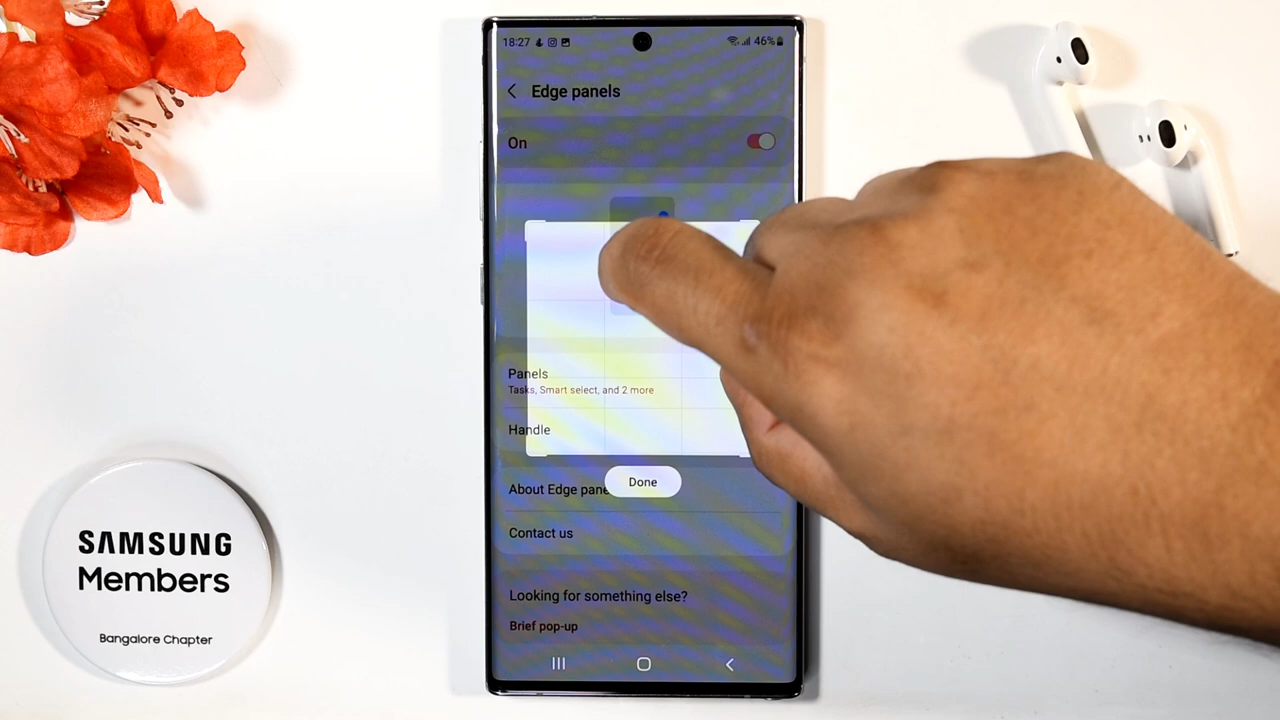 18:27
46%
Edge panels
On
Panels
Tasks, Smart select, and 2 more
Handle
Done
About Edge pane
Contact us
Looking for something else?
Brief pop-up
SAMSUNG
Members
Bangalore Chapter